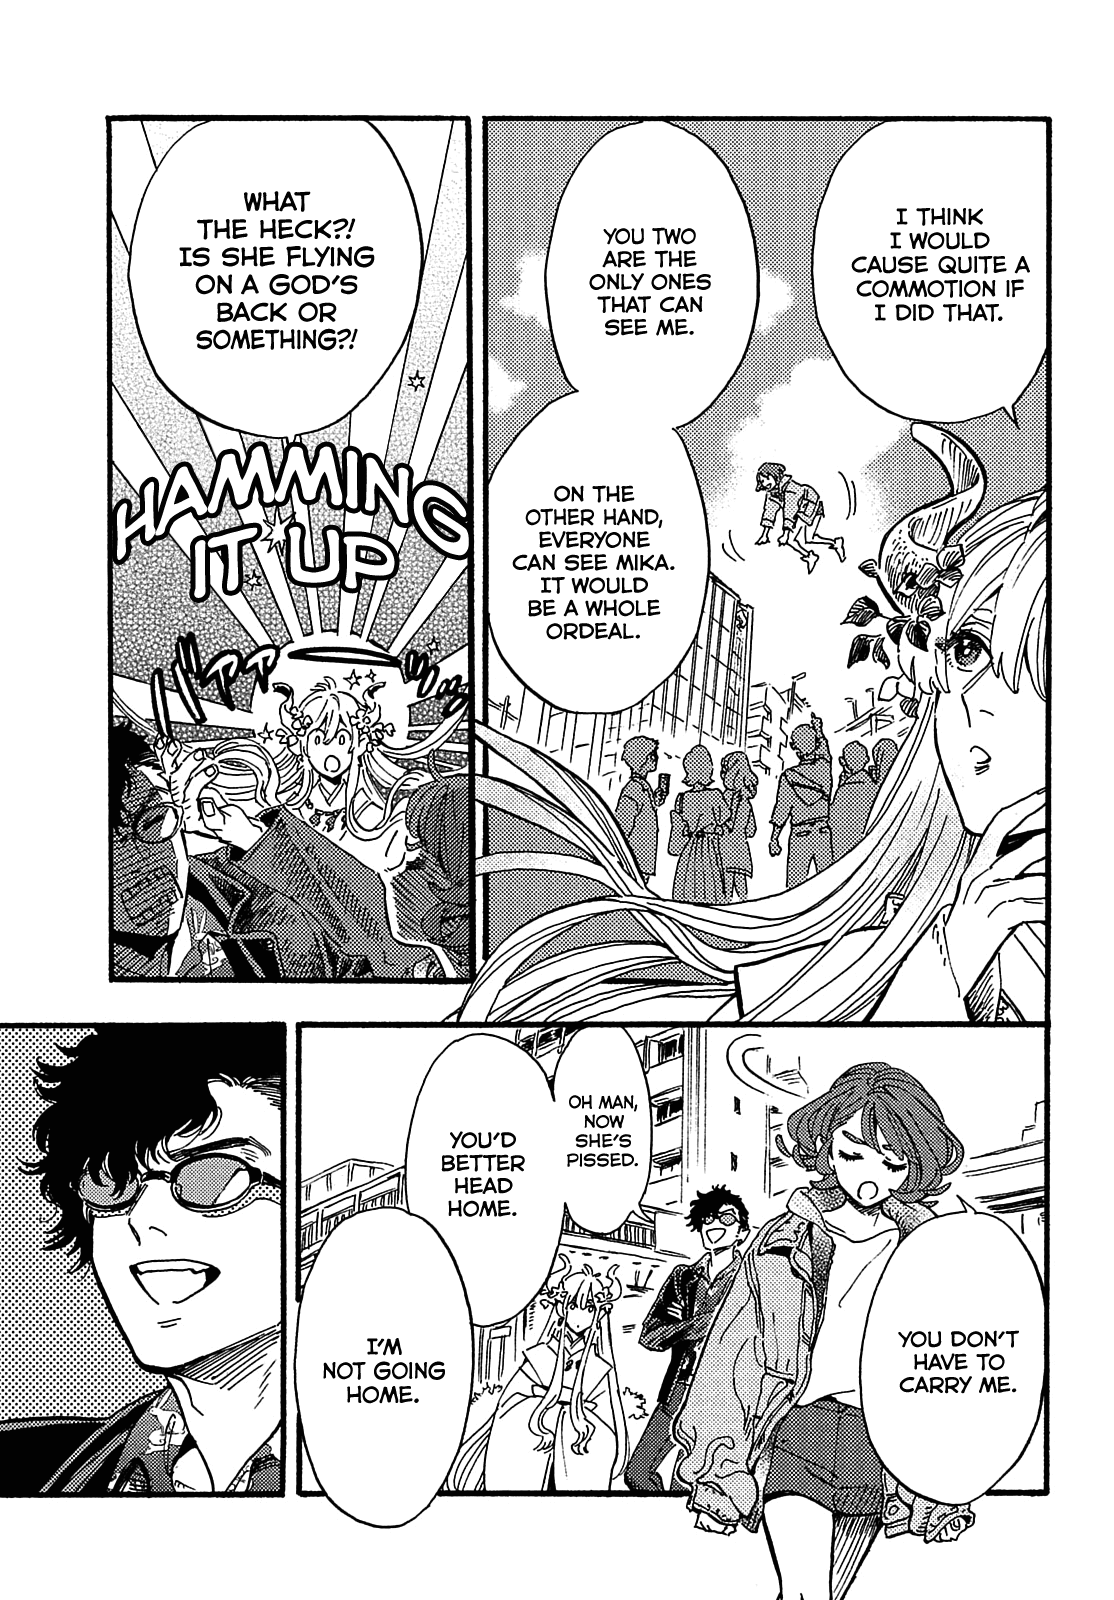 I THINK
I WOULD
CAUSE QUITE A
COMMOTION IF
I DID THAT.
YOU TWO
ARE THE
ONLY ONES
THAT CAN
SEE ME.
ON THE
OTHER HAND,
EVERYONE
CAN SEE MIKA.
IT WOULD
BE A WHOLE
ORDEAL.
WHAT
THE HECK?!
IS SHE FLYING
ON A GOD'S
BACK OR
SOMETHING?!
HAMMING
IT UP
YOU DON'T
HAVE TO
CARRY ME.
OH MAN,
NOW
SHE'S
PISSED.
YOU'D
BETTER
HEAD
HOME.
I'M
NOT GOING
HOME.